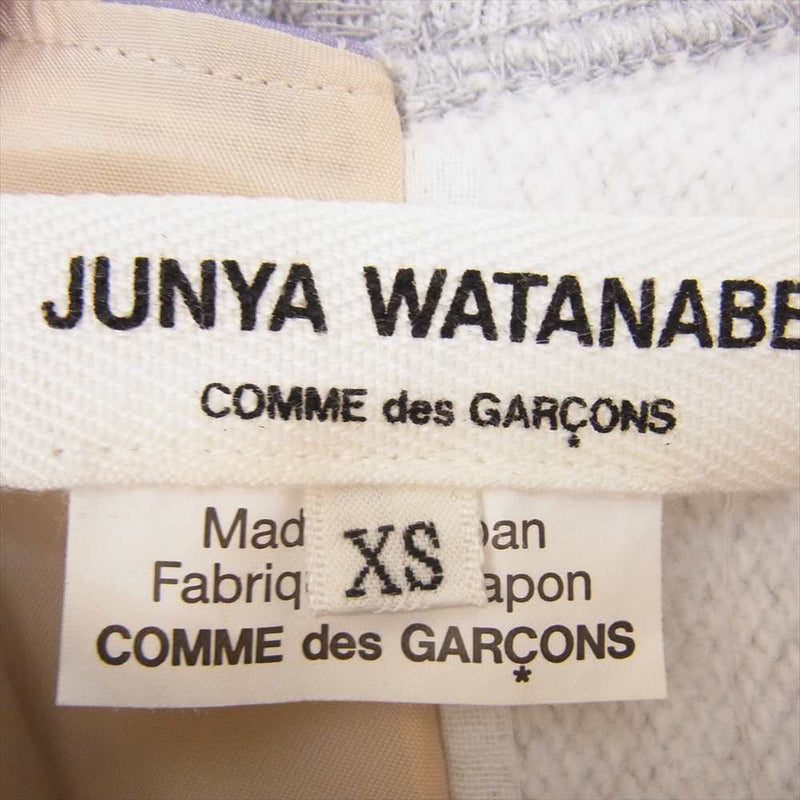 JUNYA WATANABE
COMME des GARÇONS
XS
Mad pan
Fabriq apon
COMME des GARÇONS
*